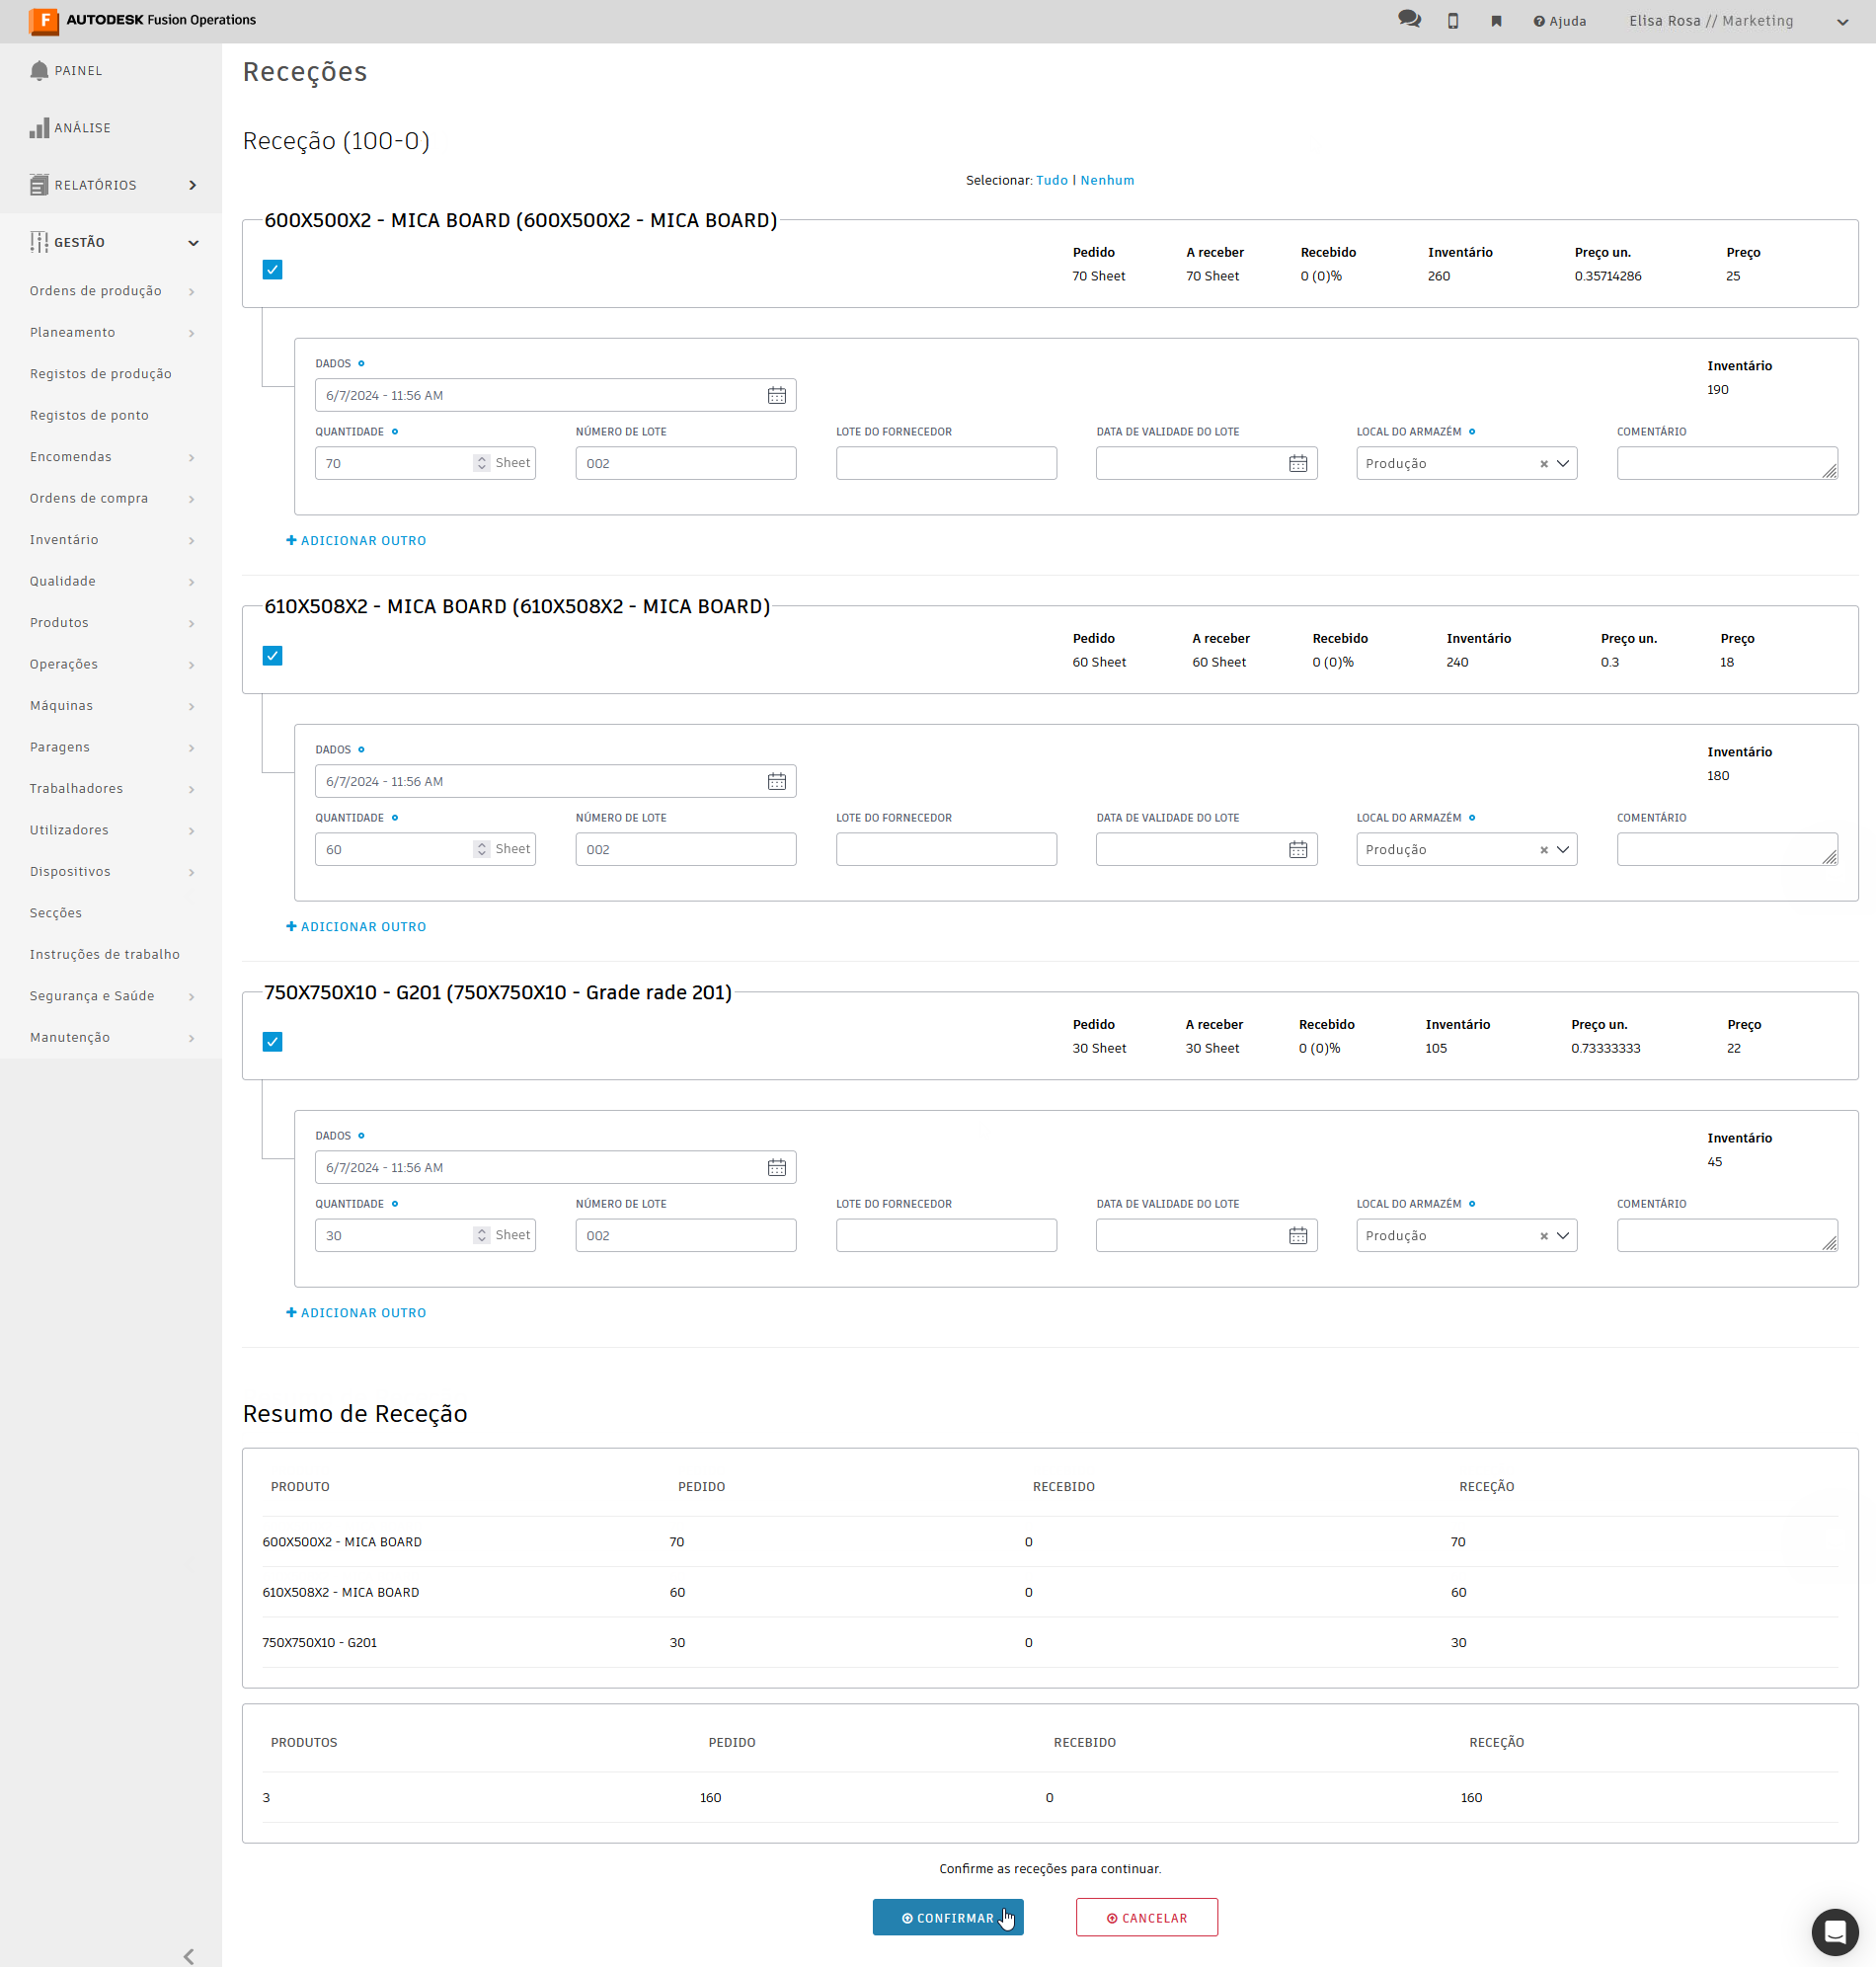 AUTODESK Fusion Operations
Ajuda
Elisa Rosa // Marketing
PAINEL
ANÁLISE
RELATÓRIOS
GESTÃO
Ordens de produção
Planeamento
Registos de produção
Registos de ponto
Encomendas
Ordens de compra
Inventário
Qualidade
Produtos
Operações
Máquinas
Paragens
Trabalhadores
Utilizadores
Dispositivos
Secções
Instruções de trabalho
Segurança e Saúde
Manutenção
Receções
Receção (100-0)
Selecionar: Tudo | Nenhum
600X500X2 - MICA BOARD (600X500X2 - MICA BOARD)
Pedido A receber Recebido Inventário Preço un. Preço
70 Sheet 70 Sheet 0 (0)% 260 0.35714286 25
DADOS Inventário
6/7/2024 - 11:56 AM 190
QUANTIDADE NÚMERO DE LOTE LOTE DO FORNECEDOR DATA DE VALIDADE DO LOTE LOCAL DO ARMAZÉM COMENTÁRIO
70 Sheet 002 Produção
+ ADICIONAR OUTRO
610X508X2 - MICA BOARD (610X508X2 - MICA BOARD)
Pedido A receber Recebido Inventário Preço un. Preço
60 Sheet 60 Sheet 0 (0)% 240 0.3 18
DADOS Inventário
6/7/2024 - 11:56 AM 180
QUANTIDADE NÚMERO DE LOTE LOTE DO FORNECEDOR DATA DE VALIDADE DO LOTE LOCAL DO ARMAZÉM COMENTÁRIO
60 Sheet 002 Produção
+ ADICIONAR OUTRO
750X750X10 - G201 (750X750X10 - Grade rade 201)
Pedido A receber Recebido Inventário Preço un. Preço
30 Sheet 30 Sheet 0 (0)% 105 0.73333333 22
DADOS Inventário
6/7/2024 - 11:56 AM 45
QUANTIDADE NÚMERO DE LOTE LOTE DO FORNECEDOR DATA DE VALIDADE DO LOTE LOCAL DO ARMAZÉM COMENTÁRIO
30 Sheet 002 Produção
+ ADICIONAR OUTRO
Resumo de Receção
PRODUTO PEDIDO RECEBIDO RECEÇÃO
600X500X2 - MICA BOARD 70 0 70
610X508X2 - MICA BOARD 60 0 60
750X750X10 - G201 30 0 30
PRODUTOS PEDIDO RECEBIDO RECEÇÃO
3 160 0 160
Confirme as receções para continuar.
CONFIRMAR CANCELAR